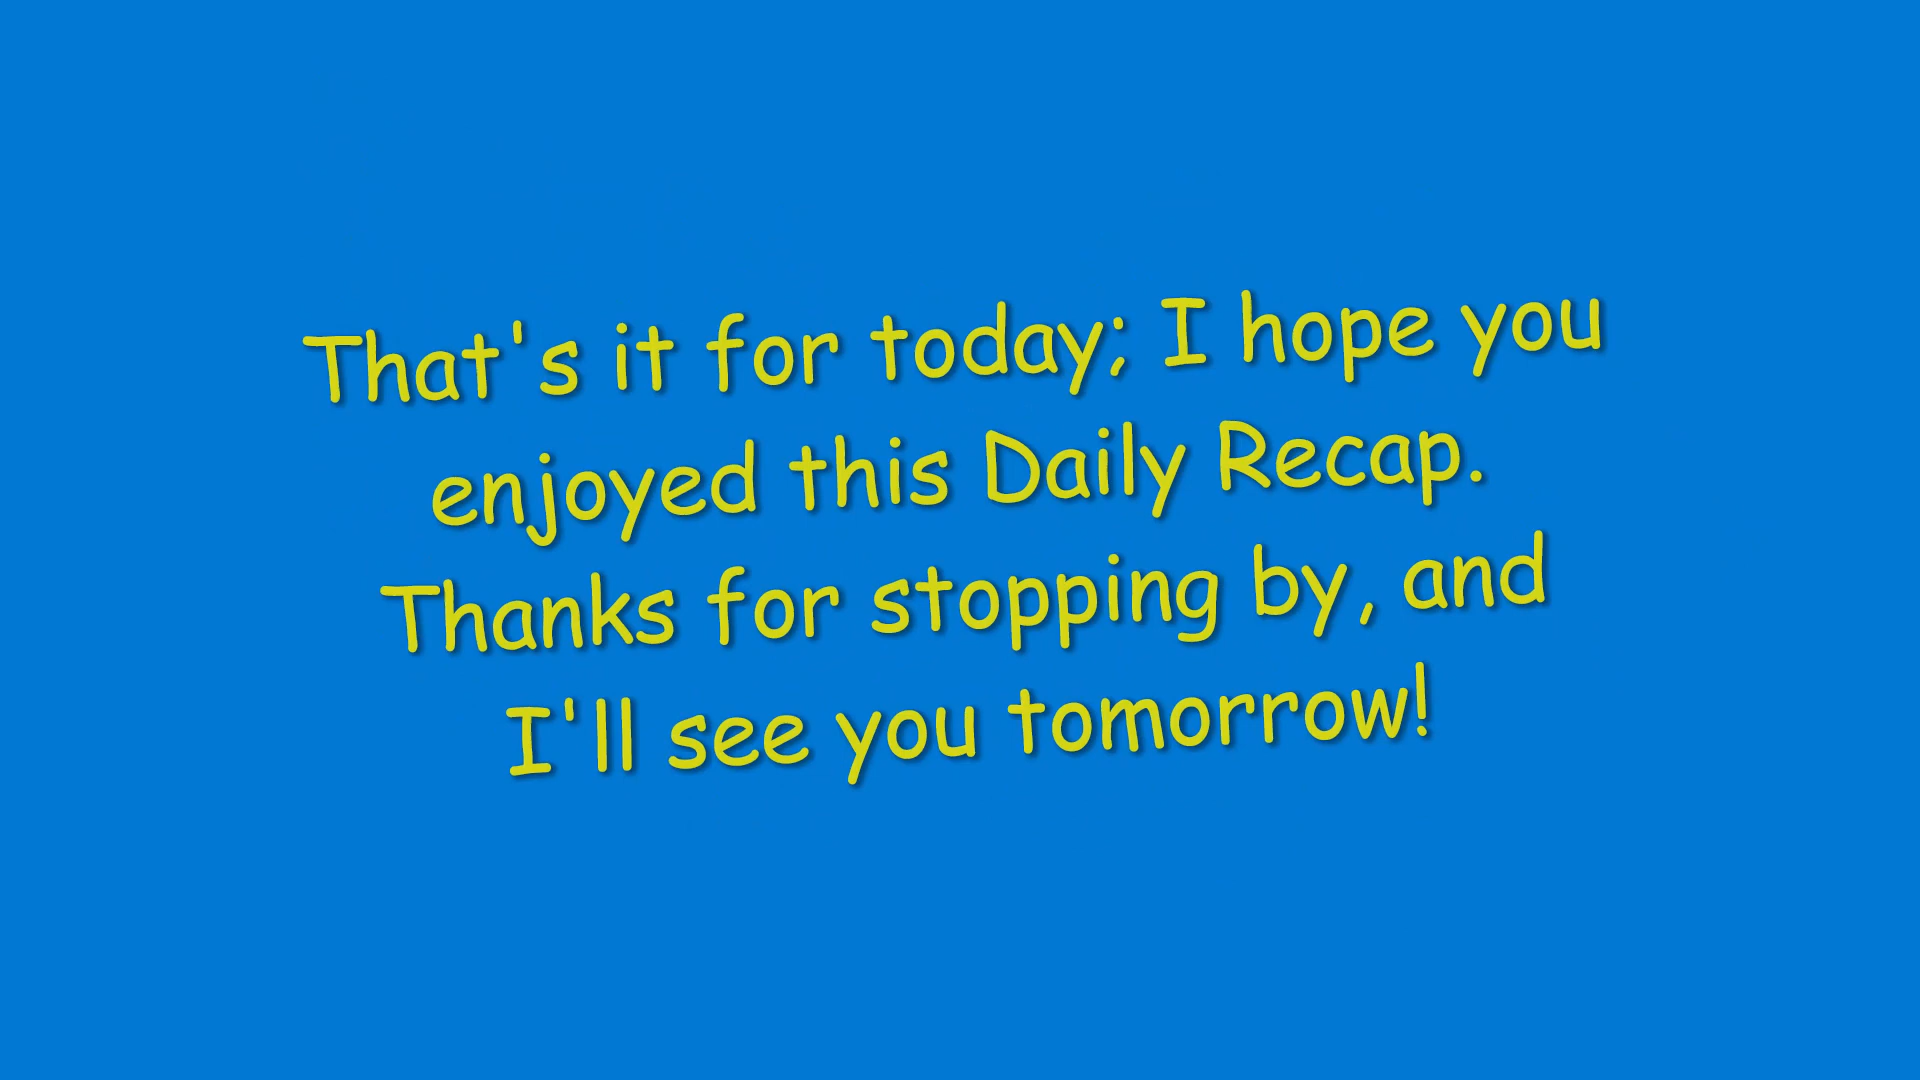 That's it for today; I hope you
enjoyed this Daily Recap.
Thanks for stopping by, and
I'll see you tomorrow!